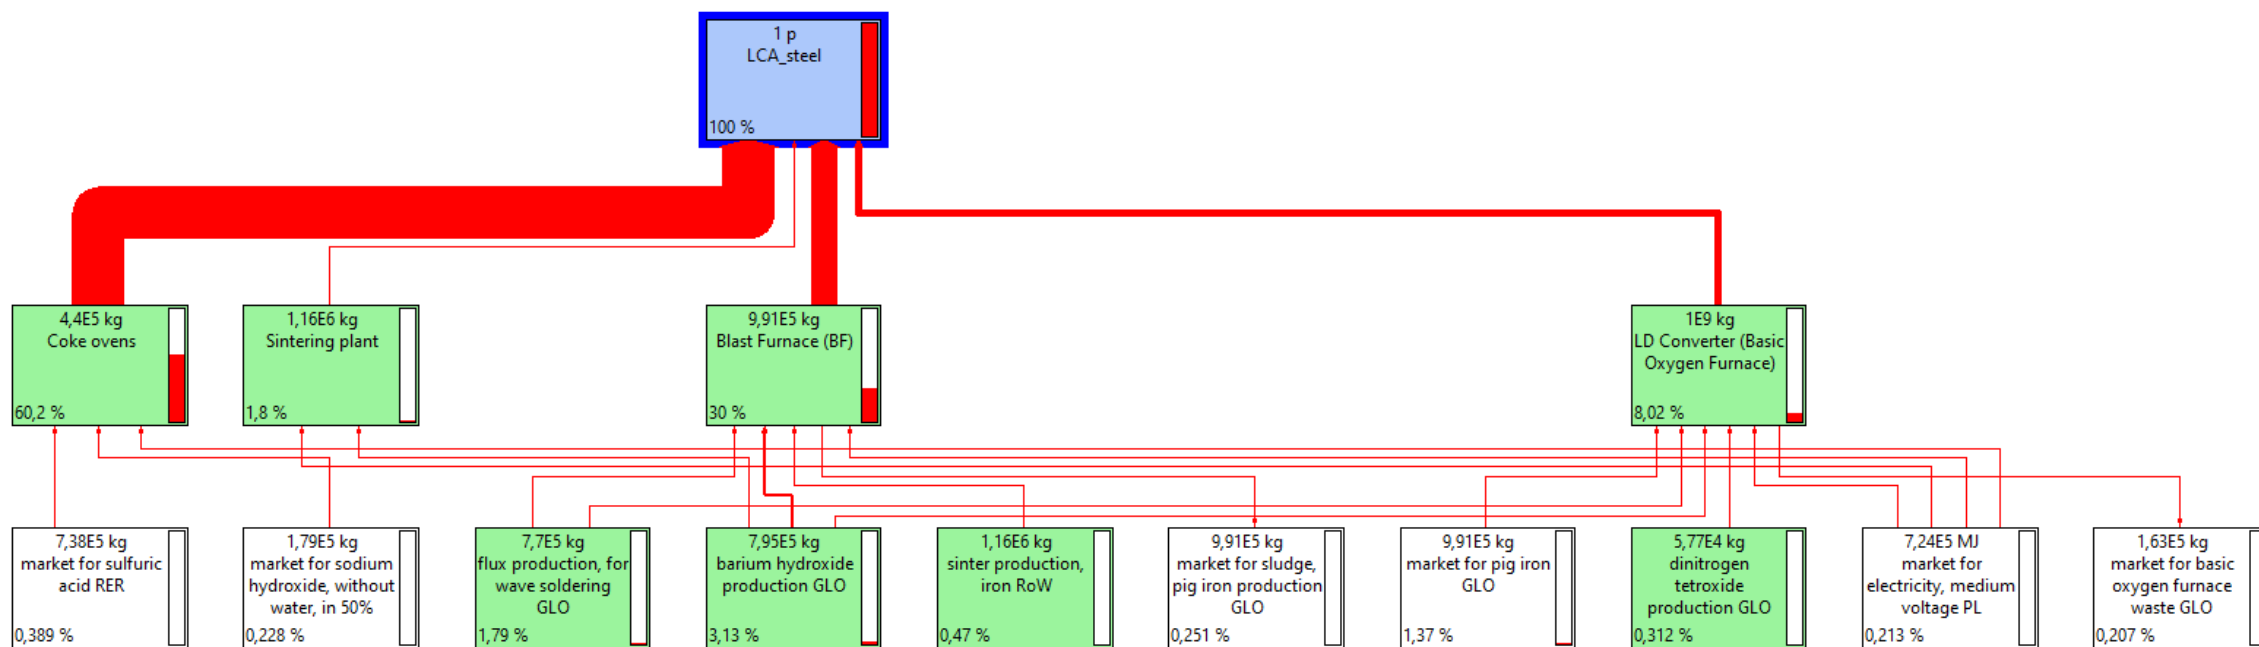 1 p
LCA_steel
100 %
4,4E5 kg
Coke ovens
60,2 %
1,16E6 kg
Sintering plant
1,8 %
9,91E5 kg
Blast Furnace (BF)
30 %
1E9 kg
LD Converter (Basic
Oxygen Furnace)
8,02 %
7,38E5 kg
market for sulfuric
acid RER
0,389 %
1,79E5 kg
market for sodium
hydroxide, without
water, in 50%
0,228 %
7,7E5 kg
flux production, for
wave soldering
GLO
1,79 %
7,95E5 kg
barium hydroxide
production GLO
3,13 %
1,16E6 kg
sinter production,
iron RoW
0,47 %
9,91E5 kg
market for sludge,
pig iron production
GLO
0,251 %
9,91E5 kg
market for pig iron
GLO
1,37 %
5,77E4 kg
dinitrogen
tetroxide
production GLO
0,312 %
7,24E5 MJ
market for
electricity, medium
voltage PL
0,213 %
1,63E5 kg
market for basic
oxygen furnace
waste GLO
0,207 %